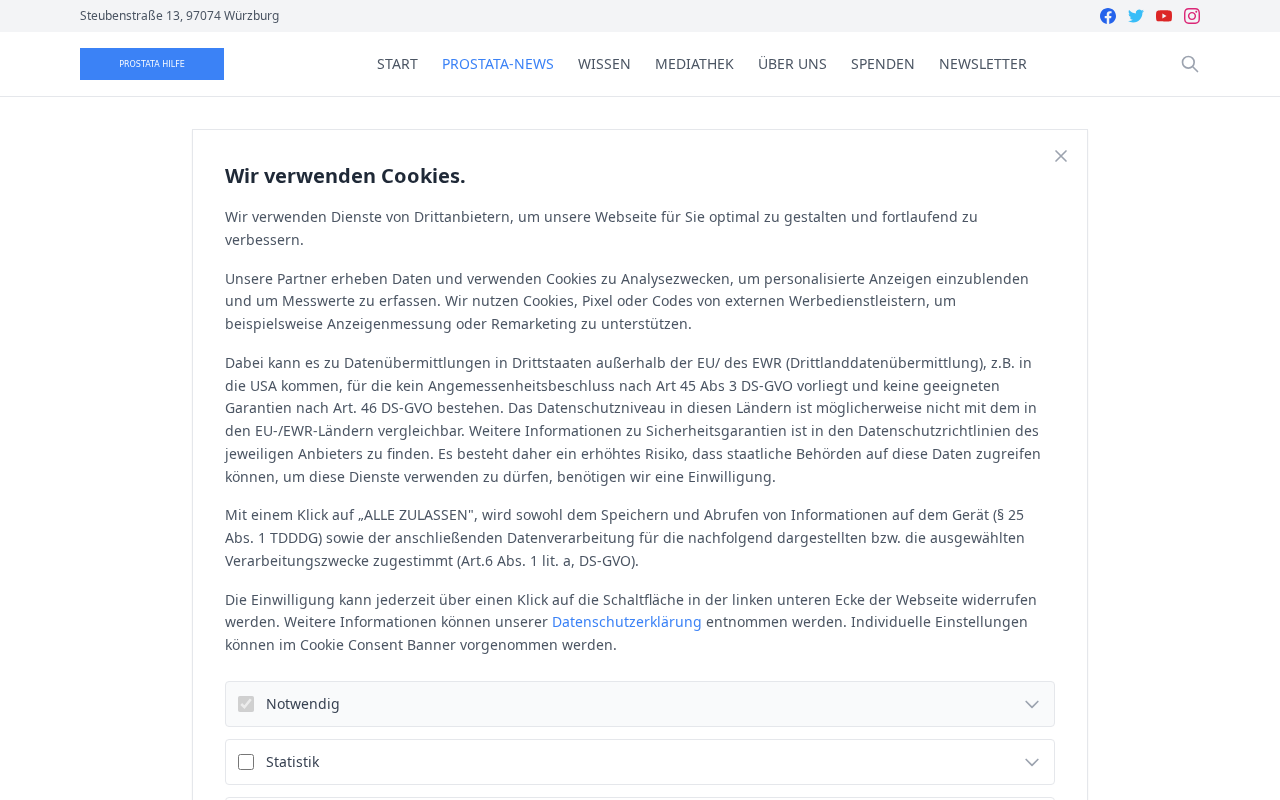 Steubenstraße 13, 97074 Würzburg
PROSTATA HILFE
START PROSTATA-NEWS WISSEN MEDIATHEK ÜBER UNS SPENDEN NEWSLETTER
Wir verwenden Cookies.
Wir verwenden Dienste von Drittanbietern, um unsere Webseite für Sie optimal zu gestalten und fortlaufend zu
verbessern.
Unsere Partner erheben Daten und verwenden Cookies zu Analysezwecken, um personalisierte Anzeigen einzublenden
und um Messwerte zu erfassen. Wir nutzen Cookies, Pixel oder Codes von externen Werbedienstleistern, um
beispielsweise Anzeigenmessung oder Remarketing zu unterstützen.
Dabei kann es zu Datenübermittlungen in Drittstaaten außerhalb der EU/ des EWR (Drittlanddatenübermittlung), z.B. in
die USA kommen, für die kein Angemessenheitsbeschluss nach Art 45 Abs 3 DS-GVO vorliegt und keine geeigneten
Garantien nach Art. 46 DS-GVO bestehen. Das Datenschutzniveau in diesen Ländern ist möglicherweise nicht mit dem in
den EU-/EWR-Ländern vergleichbar. Weitere Informationen zu Sicherheitsgarantien ist in den Datenschutzrichtlinien des
jeweiligen Anbieters zu finden. Es besteht daher ein erhöhtes Risiko, dass staatliche Behörden auf diese Daten zugreifen
können, um diese Dienste verwenden zu dürfen, benötigen wir eine Einwilligung.
Mit einem Klick auf „ALLE ZULASSEN", wird sowohl dem Speichern und Abrufen von Informationen auf dem Gerät (§ 25
Abs. 1 TDDDG) sowie der anschließenden Datenverarbeitung für die nachfolgend dargestellten bzw. die ausgewählten
Verarbeitungszwecke zugestimmt (Art.6 Abs. 1 lit. a, DS-GVO).
Die Einwilligung kann jederzeit über einen Klick auf die Schaltfläche in der linken unteren Ecke der Webseite widerrufen
werden. Weitere Informationen können unserer Datenschutzerklärung entnommen werden. Individuelle Einstellungen
können im Cookie Consent Banner vorgenommen werden.
Notwendig
Statistik